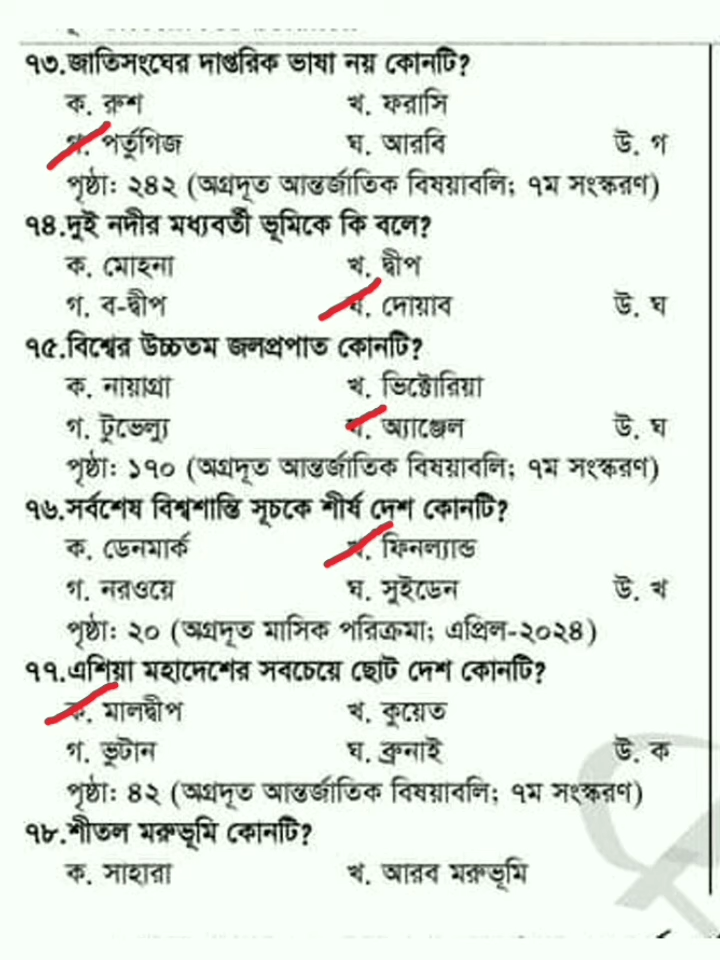 ৭৩.জাতিসংঘের দাপ্তরিক ভাষা নয় কোনটি?
ক. রুশ খ. ফরাসি
গ. পর্তুগিজ ঘ. আরবি উ. গ
পৃষ্ঠা: ২৪২ (অগ্রদূত আন্তর্জাতিক বিষয়াবলি; ৭ম সংস্করণ)
৭৪.দুই নদীর মধ্যবর্তী ভূমিকে কি বলে?
ক. মোহনা খ. দ্বীপ
গ. ব-দ্বীপ ঘ. দোয়াব উ. ঘ
৭৫.বিশ্বের উচ্চতম জলপ্রপাত কোনটি?
ক. নায়াগ্রা খ. ভিক্টোরিয়া
গ. টুভেল্যু ঘ. অ্যাঞ্জেল উ. ঘ
পৃষ্ঠা: ১৭০ (অগ্রদূত আন্তর্জাতিক বিষয়াবলি; ৭ম সংস্করণ)
৭৬.সর্বশেষ বিশ্বশান্তি সূচকে শীর্ষ দেশ কোনটি?
ক. ডেনমার্ক খ. ফিনল্যান্ড
গ. নরওয়ে ঘ. সুইডেন উ. খ
পৃষ্ঠা: ২০ (অগ্রদূত মাসিক পরিক্রমা; এপ্রিল-২০২৪)
৭৭.এশিয়া মহাদেশের সবচেয়ে ছোট দেশ কোনটি?
ক. মালদ্বীপ খ. কুয়েত
গ. ভুটান ঘ. ব্রুনাই উ. ক
পৃষ্ঠা: ৪২ (অগ্রদূত আন্তর্জাতিক বিষয়াবলি; ৭ম সংস্করণ)
৭৮.শীতল মরুভূমি কোনটি?
ক. সাহারা খ. আরব মরুভূমি